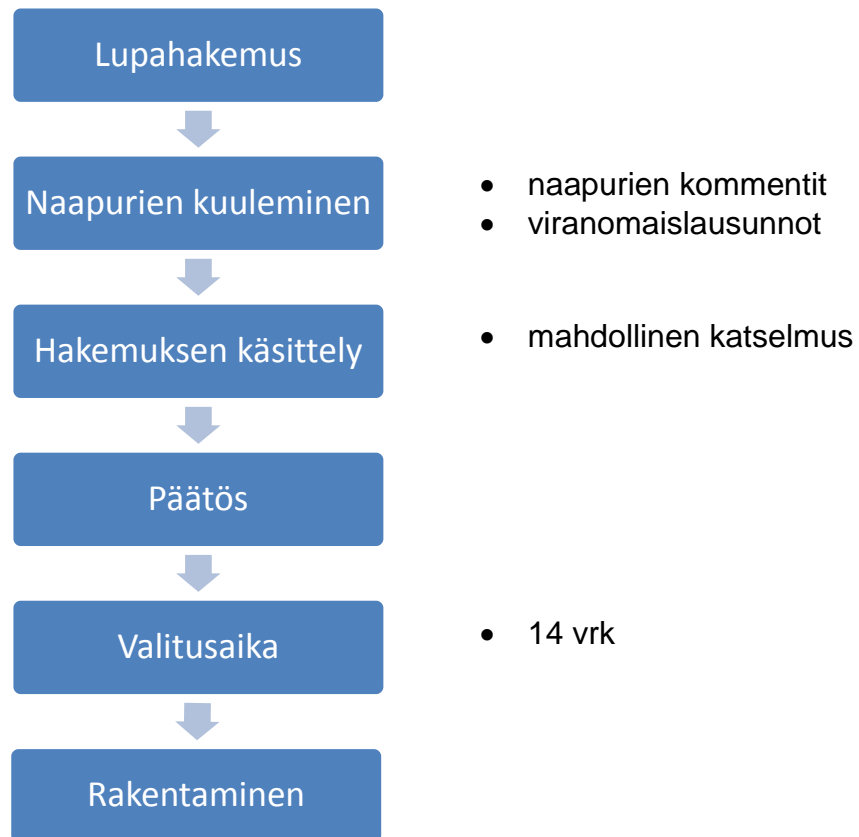 Lupahakemus
Naapurien kuuleminen
• naapurien kommentit
• viranomaislausunnot
Hakemuksen käsittely
• mahdollinen katselmus
Päätös
Valitusaika
• 14 vrk
Rakentaminen